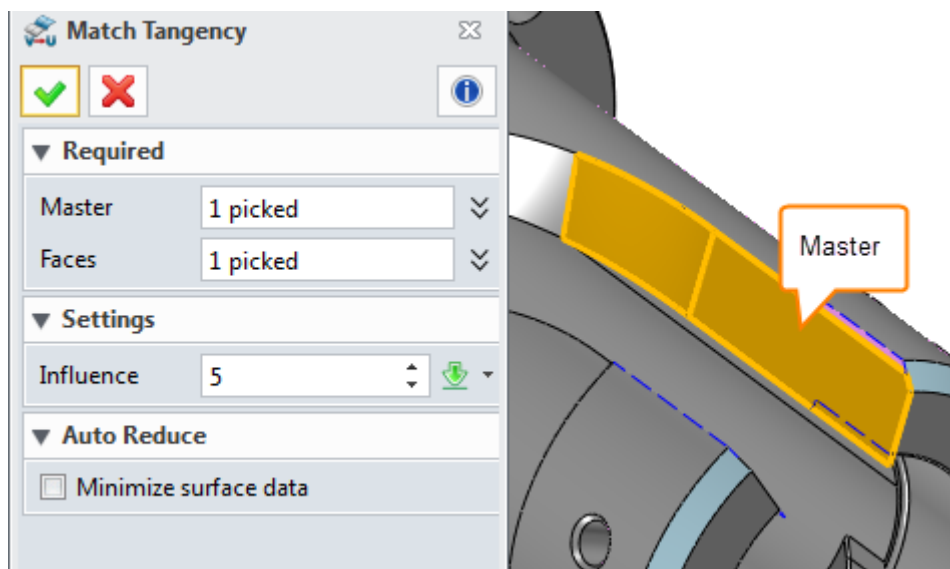 Match Tangency
Required
Master 1 picked
Faces 1 picked
Settings
Influence 5
Auto Reduce
Minimize surface data
Master